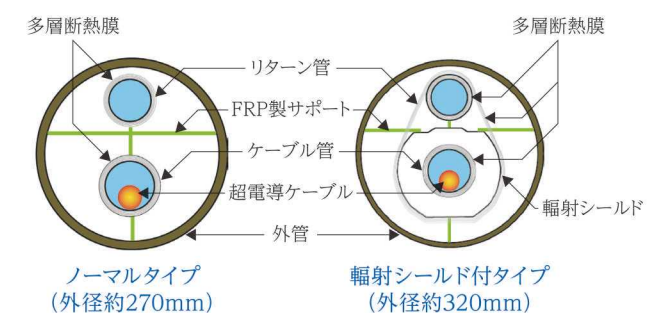 多層断熱膜
多層断熱膜
リターン管
FRP製サポート
ケーブル管
超電導ケーブル
輻射シールド
外管
ノーマルタイプ
（外径約270mm）
輻射シールド付タイプ
（外径約320mm）